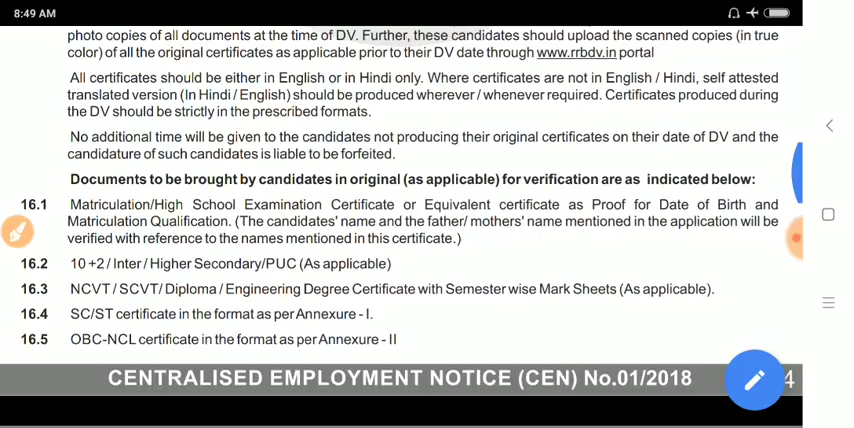 8:49 AM
photo copies of all documents at the time of DV. Further, these candidates should upload the scanned copies (in true
color) of all the original certificates as applicable prior to their DV date through www.rrbdv.in portal
All certificates should be either in English or in Hindi only. Where certificates are not in English / Hindi, self attested
translated version (In Hindi / English) should be produced wherever / whenever required. Certificates produced during
the DV should be strictly in the prescribed formats.
No additional time will be given to the candidates not producing their original certificates on their date of DV and the
candidature of such candidates is liable to be forfeited.
Documents to be brought by candidates in original (as applicable) for verification are as indicated below:
16.1 Matriculation/High School Examination Certificate or Equivalent certificate as Proof for Date of Birth and
Matriculation Qualification. (The candidates' name and the father/ mothers' name mentioned in the application will be
verified with reference to the names mentioned in this certificate.)
16.2 10 +2 / Inter / Higher Secondary/PUC (As applicable)
16.3 NCVT / SCVT / Diploma / Engineering Degree Certificate with Semester wise Mark Sheets (As applicable).
16.4 SC/ST certificate in the format as per Annexure - I.
16.5 OBC-NCL certificate in the format as per Annexure - II
CENTRALISED EMPLOYMENT NOTICE (CEN) No.01/2018 4